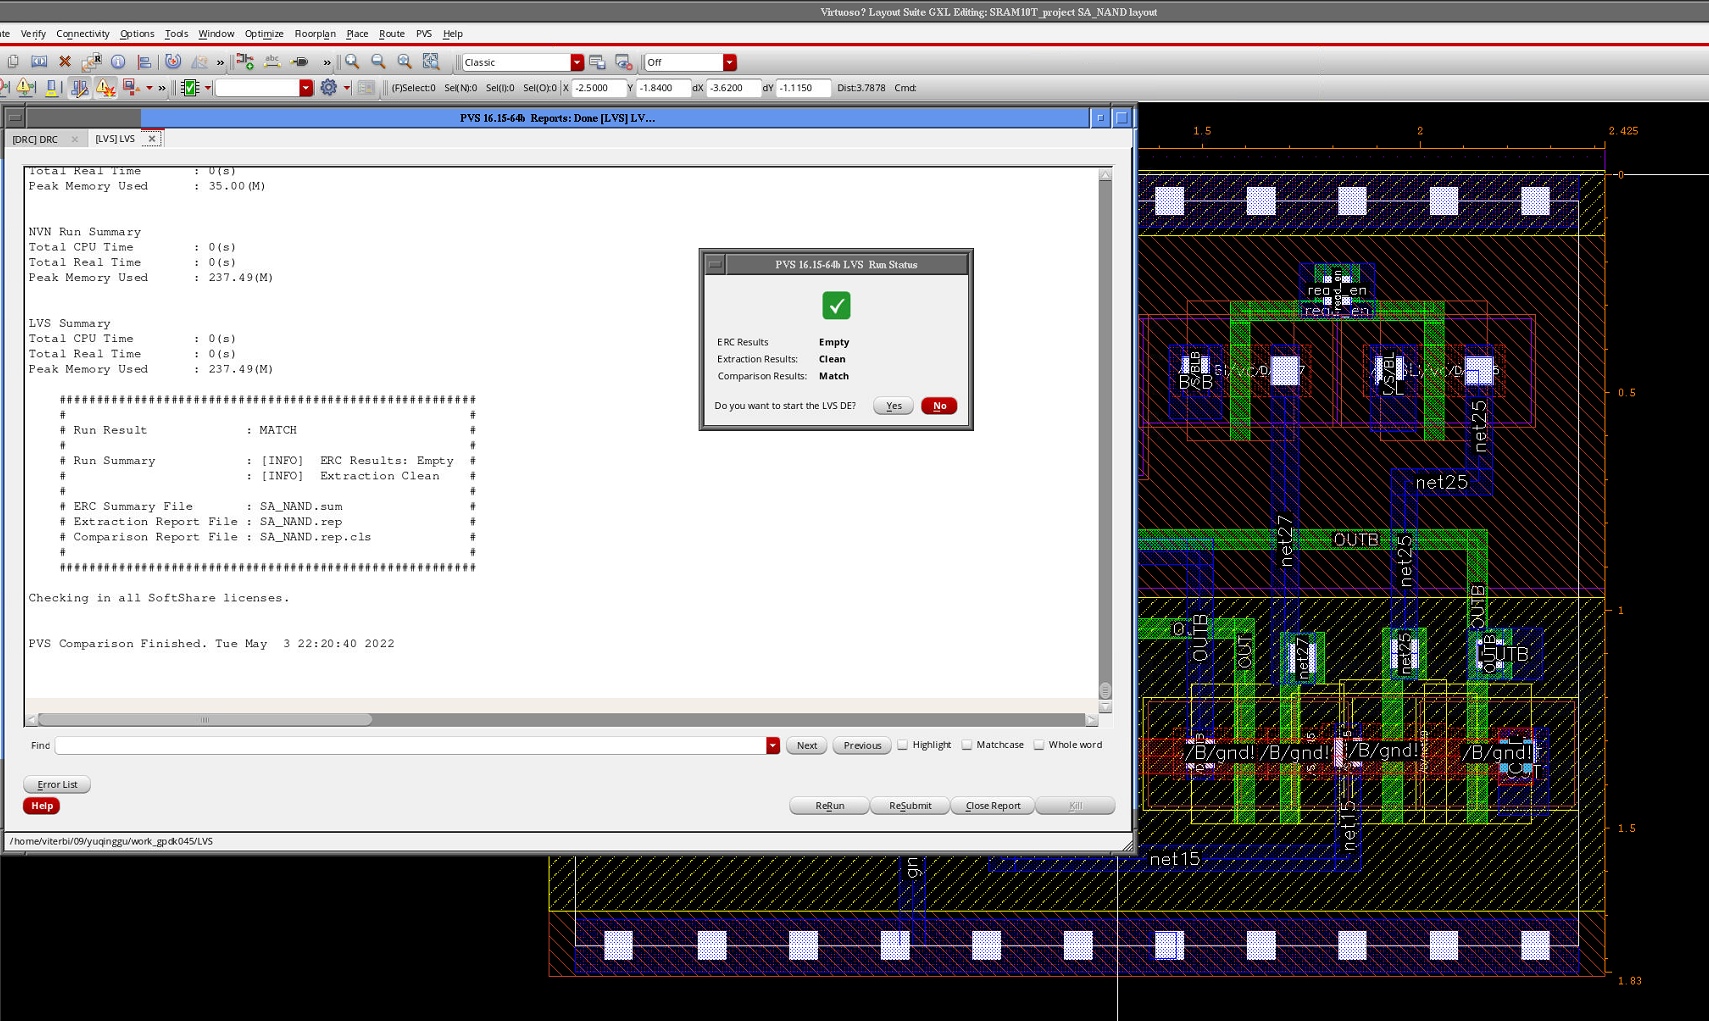 Virtuoso? Layout Suite GXL Editing: SRAM10T_project SA_NAND layout
Verify Connectivity Options Tools Window Optimize Floorplan Place Route PVS Help
Classic Off
(F)Select:0 Sel(N):0 Sel(I):0 Sel(O):0 X -2.5000 Y -1.8400 dX -3.6200 dY -1.1150 Dist:3.7878 Cmd:
PVS 16.15-64b Reports: Done [LVS] LV...
[DRC] DRC [LVS] LVS
Total Real Time : 0(s)
Peak Memory Used : 35.00(M)
NVN Run Summary
Total CPU Time : 0(s)
Total Real Time : 0(s)
Peak Memory Used : 237.49(M)
LVS Summary
Total CPU Time : 0(s)
Total Real Time : 0(s)
Peak Memory Used : 237.49(M)
# Run Result : MATCH #
# Run Summary : [INFO] ERC Results: Empty #
# : [INFO] Extraction Clean #
# ERC Summary File : SA_NAND.sum #
# Extraction Report File : SA_NAND.rep #
# Comparison Report File : SA_NAND.rep.cls #
Checking in all SoftShare licenses.
PVS Comparison Finished. Tue May 3 22:20:40 2022
PVS 16.15-64b LVS Run Status
ERC Results Empty
Extraction Results: Clean
Comparison Results: Match
Do you want to start the LVS DE? Yes No
Find Next Previous Highlight Matchcase Whole word
Error List
Help ReRun ReSubmit Close Report Kill
/home/viterbi/09/yuqinggu/work_gpdk045/LVS
1.5 2 2.425
0
0.5
1
1.5
1.83
read_en
net25
net25
net27
OUTB
net25
OUTB
OUTB
OUT
net27
net25
OUTB
/B/gnd! /B/gnd! /B/gnd! /B/gnd!
net15
net15